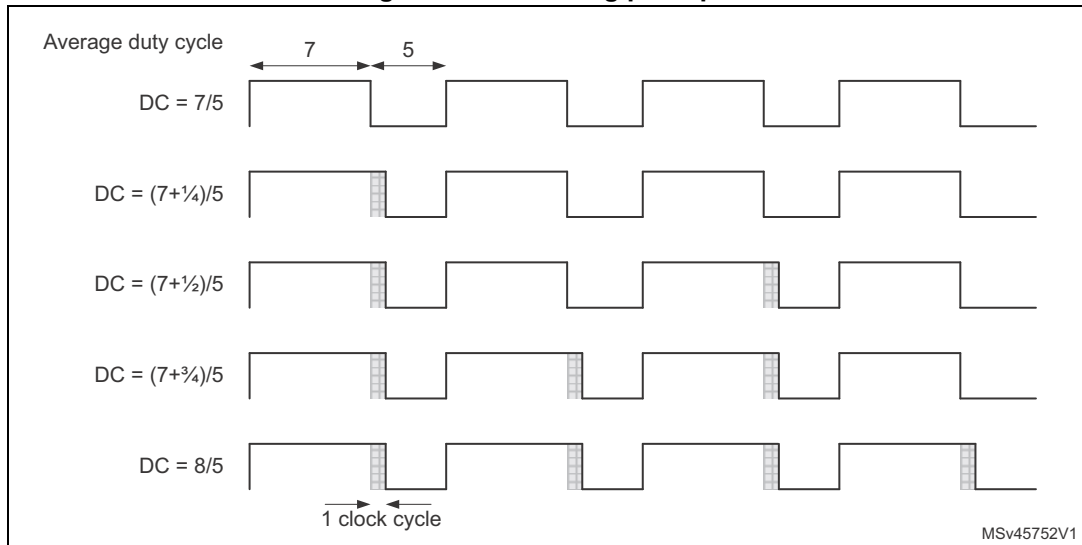 Average duty cycle
7 5
DC = 7/5
DC = (7+¼)/5
DC = (7+½)/5
DC = (7+¾)/5
DC = 8/5
1 clock cycle
MSv45752V1